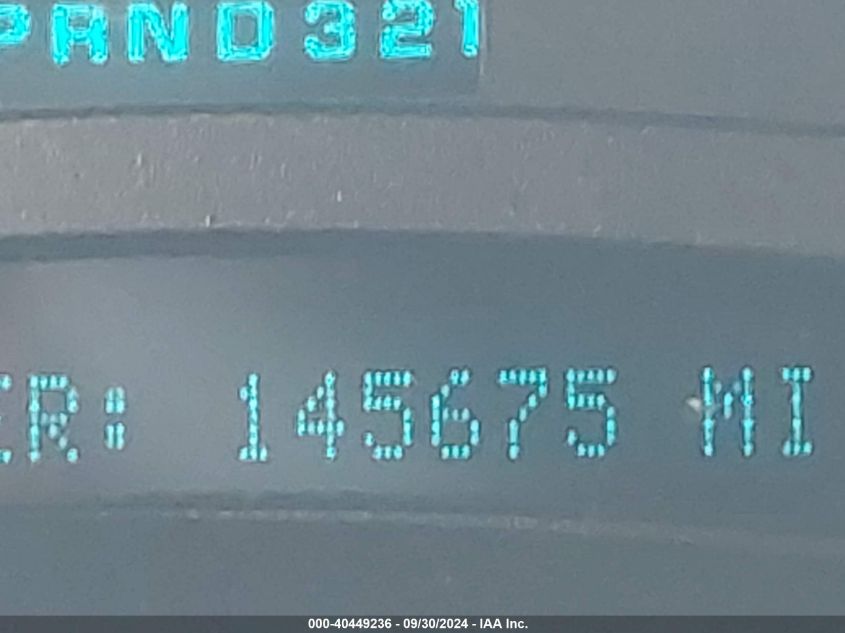 PRND321
ER: 145675 MI
000-40449236 - 09/30/2024 - IAA Inc.